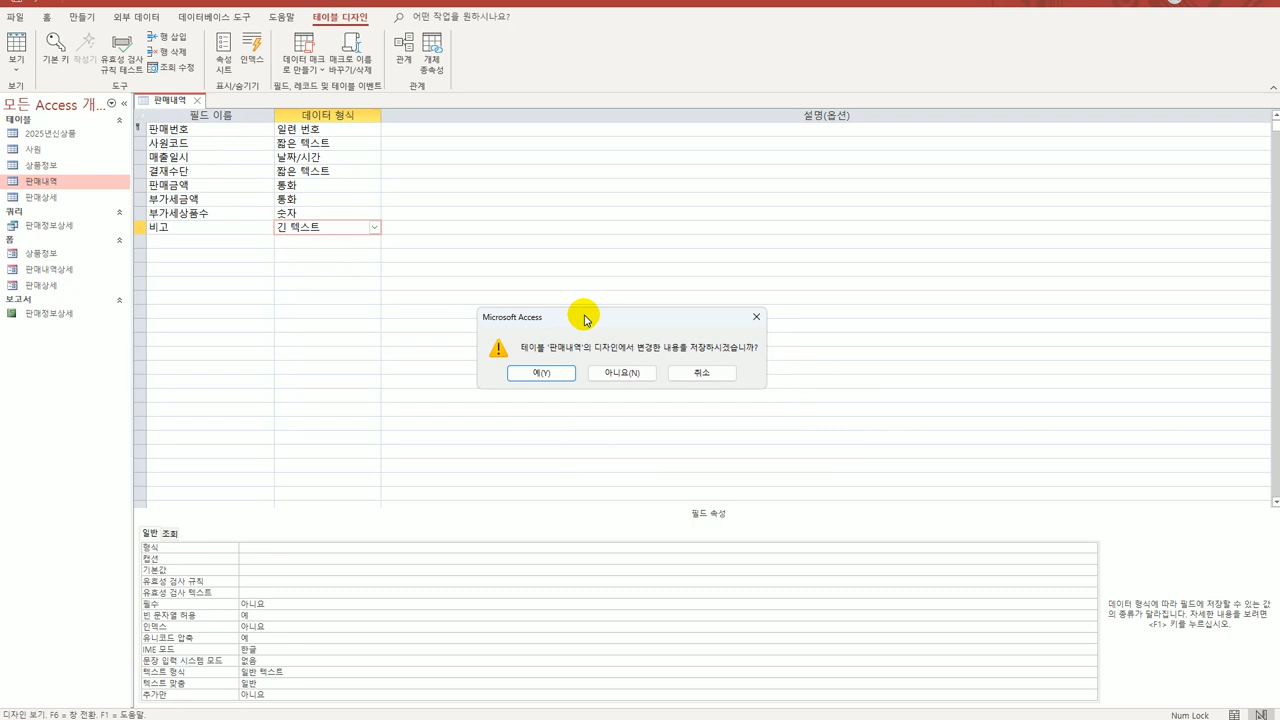 파일 홈 만들기 외부 데이터 데이터베이스 도구 도움말 테이블 디자인 어떤 작업을 원하시나요?
보기
기본 키
작성기
유효성 검사
규칙 테스트
행 삽입
행 삭제
조회 수정
속성
시트
인덱스
데이터 매크
로 만들기
매크로 이름
바꾸기/삭제
관계
개체
종속성
보기 도구 표시/숨기기 필드, 레코드 및 테이블 이벤트 관계
모든 Access 개...
테이블
2025년신상품
사원
상품정보
판매내역
판매상세
쿼리
판매정보상세
폼
상품정보
판매내역상세
판매상세
보고서
판매정보상세
판매내역
필드 이름 데이터 형식 설명(옵션)
판매번호 일련 번호
사원코드 짧은 텍스트
매출일시 날짜/시간
결재수단 짧은 텍스트
판매금액 통화
부가세금액 통화
부가세상품수 숫자
비고 긴 텍스트
Microsoft Access
테이블 '판매내역'의 디자인에서 변경한 내용을 저장하시겠습니까?
예(Y) 아니요(N) 취소
필드 속성
일반 조회
형식
캡션
기본값
유효성 검사 규칙
유효성 검사 텍스트
필수 아니요
빈 문자열 허용 예
인덱스 아니요
유니코드 압축 예
IME 모드 한글
문장 입력 시스템 모드 없음
텍스트 형식 일반 텍스트
텍스트 맞춤 일반
추가만 아니요
데이터 형식에 따라 필드에 저장할 수 있는 값
의 종류가 달라집니다. 자세한 내용을 보려면
<F1> 키를 누르십시오.
디자인 보기. F6 = 창 전환. F1 = 도움말. Num Lock